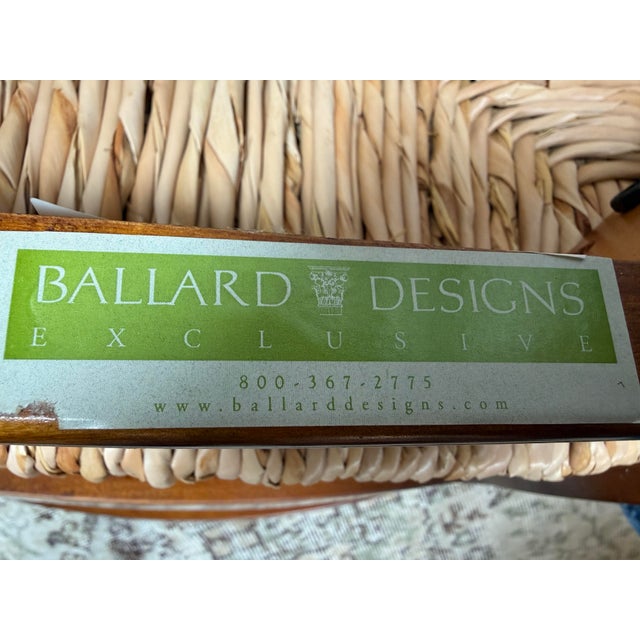 BALLARD DESIGNS
EXCLUSIVE
800-367-2775
www.ballarddesigns.com